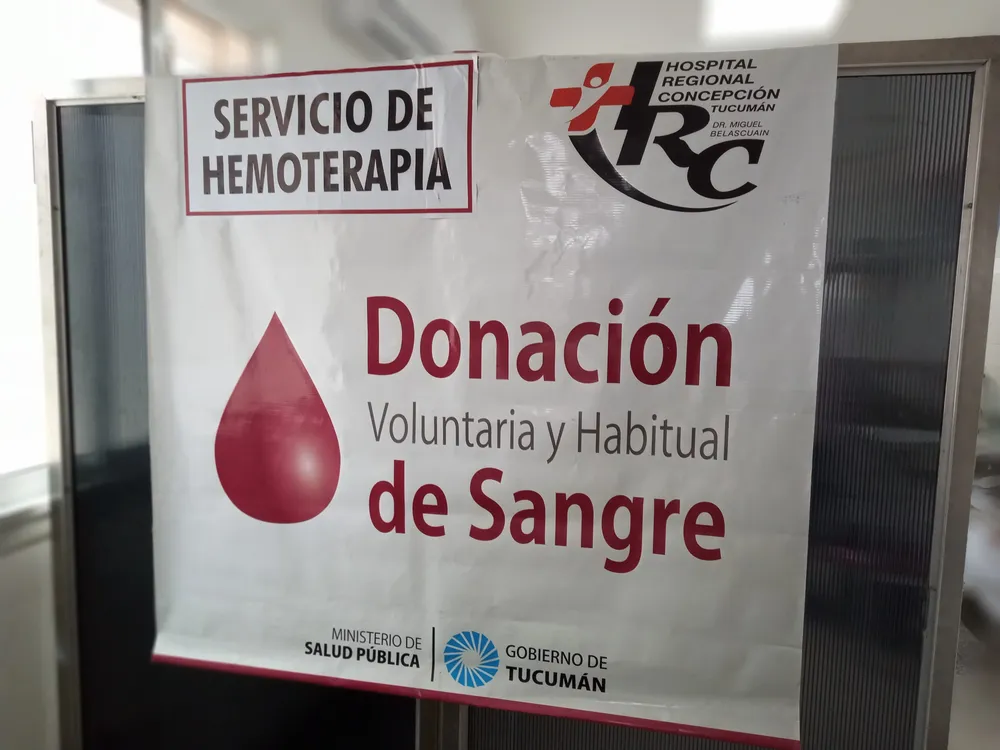 SERVICIO DE
HEMOTERAPIA
HOSPITAL
REGIONAL
CONCEPCIÓN
TUCUMÁN
DR. MIGUEL
BELASCUAIN
HRC
Donación
Voluntaria y Habitual
de Sangre
MINISTERIO DE
SALUD PÚBLICA
GOBIERNO DE
TUCUMÁN